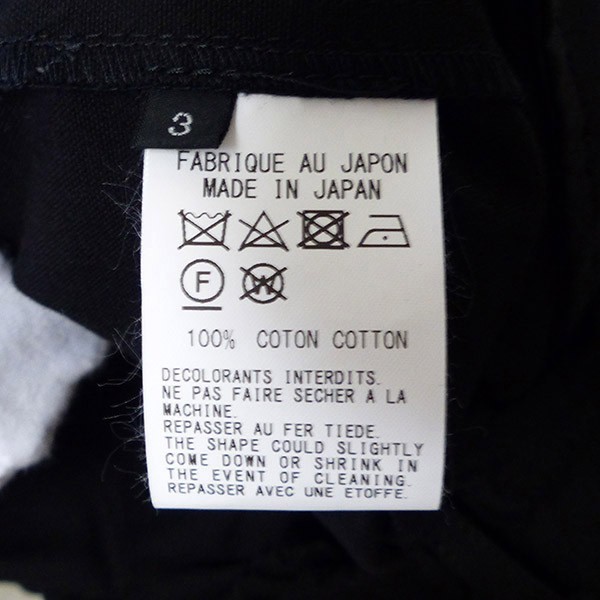 3
FABRIQUE AU JAPON
MADE IN JAPAN
F W
100% COTON COTTON
DECOLORANTS INTERDITS.
NE PAS FAIRE SECHER A LA
MACHINE.
REPASSER AU FER TIEDE.
THE SHAPE COULD SLIGHTLY
COME DOWN OR SHRINK IN
THE EVENT OF CLEANING.
REPASSER AVEC UNE ETOFFE.